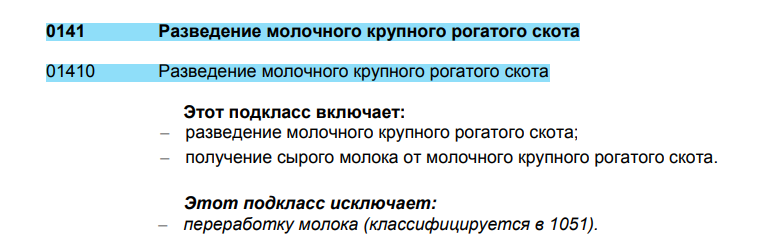 0141 Разведение молочного крупного рогатого скота
01410 Разведение молочного крупного рогатого скота
Этот подкласс включает:
– разведение молочного крупного рогатого скота;
– получение сырого молока от молочного крупного рогатого скота.
Этот подкласс исключает:
– переработку молока (классифицируется в 1051).